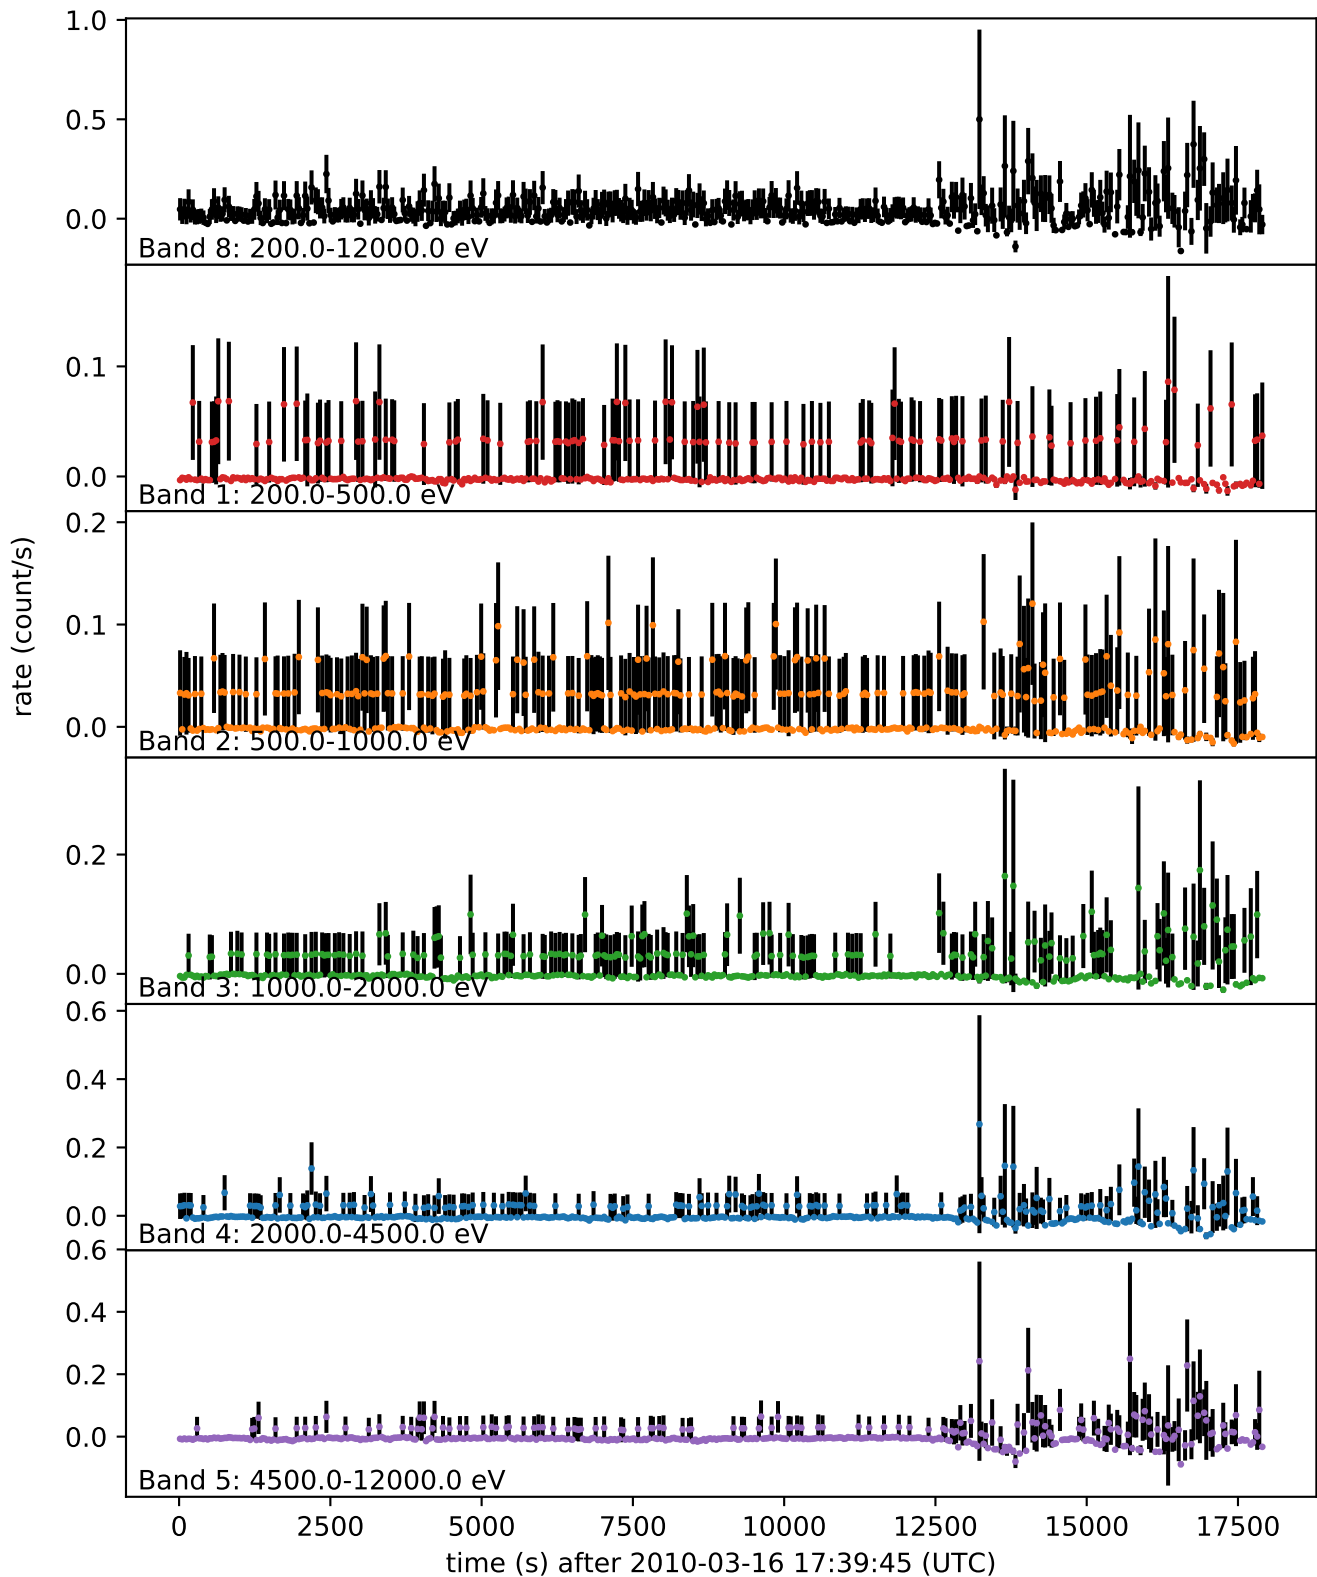 1.0
0.5
0.0
Band 8: 200.0-12000.0 eV
0.1
0.0
Band 1: 200.0-500.0 eV
0.2
0.1
0.0
Band 2: 500.0-1000.0 eV
rate (count/s)
0.2
0.0
Band 3: 1000.0-2000.0 eV
0.6
0.4
0.2
0.0
Band 4: 2000.0-4500.0 eV
0.6
0.4
0.2
0.0
Band 5: 4500.0-12000.0 eV
0 2500 5000 7500 10000 12500 15000 17500
time (s) after 2010-03-16 17:39:45 (UTC)